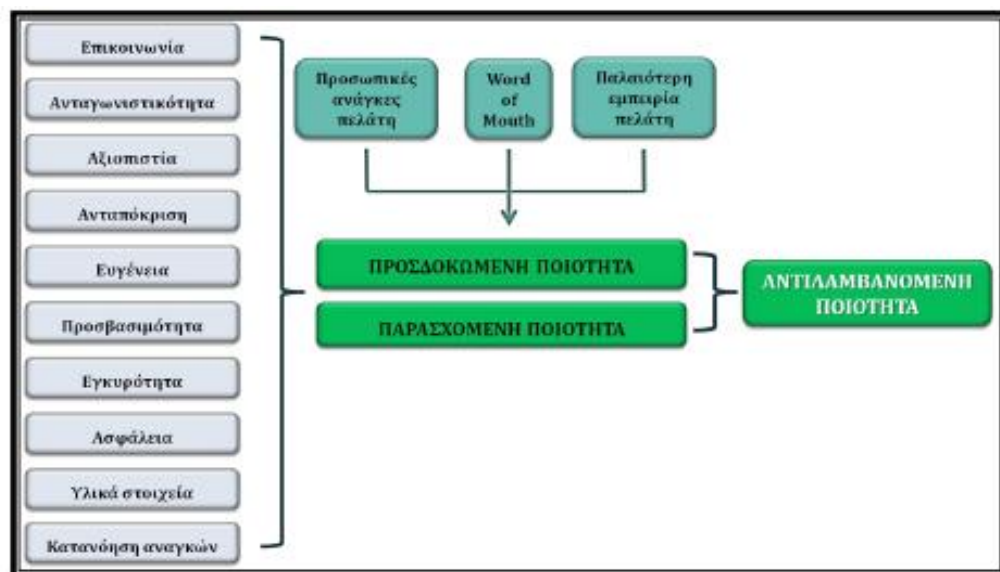 Επικοινωνία
Ανταγωνιστικότητα
Αξιοπιστία
Ανταπόκριση
Ευγένεια
Προσβασιμότητα
Εγκυρότητα
Ασφάλεια
Υλικά στοιχεία
Κατανόηση αναγκών
Προσωπικές
ανάγκες
πελάτη
Word
of
Mouth
Παλαιότερη
εμπειρία
πελάτη
ΠΡΟΣΔΟΚΩΜΕΝΗ ΠΟΙΟΤΗΤΑ
ΠΑΡΑΣΧΟΜΕΝΗ ΠΟΙΟΤΗΤΑ
ΑΝΤΙΛΑΜΒΑΝΟΜΕΝΗ
ΠΟΙΟΤΗΤΑ